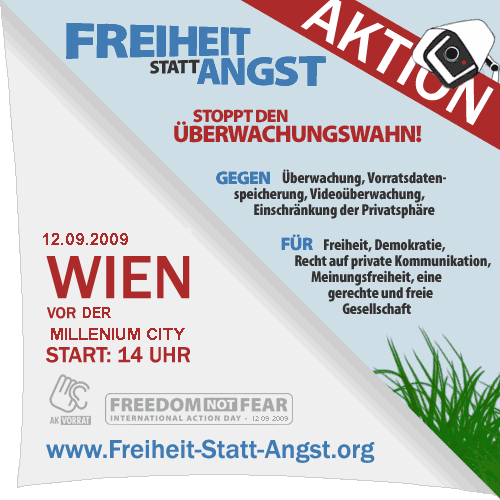 AKTION
FREIHEIT
STATT ANGST
STOPPT DEN
ÜBERWACHUNGSWAHN!
GEGEN Überwachung, Vorratsdaten-
speicherung, Videoüberwachung,
Einschränkung der Privatsphäre
FÜR Freiheit, Demokratie,
Recht auf private Kommunikation,
Meinungsfreiheit, eine
gerechte und freie
Gesellschaft
12.09.2009
WIEN
VOR DER
MILLENIUM CITY
START: 14 UHR
AK VORRAT
FREEDOM NOT FEAR
INTERNATIONAL ACTION DAY - 12 09 2009
www.Freiheit-Statt-Angst.org